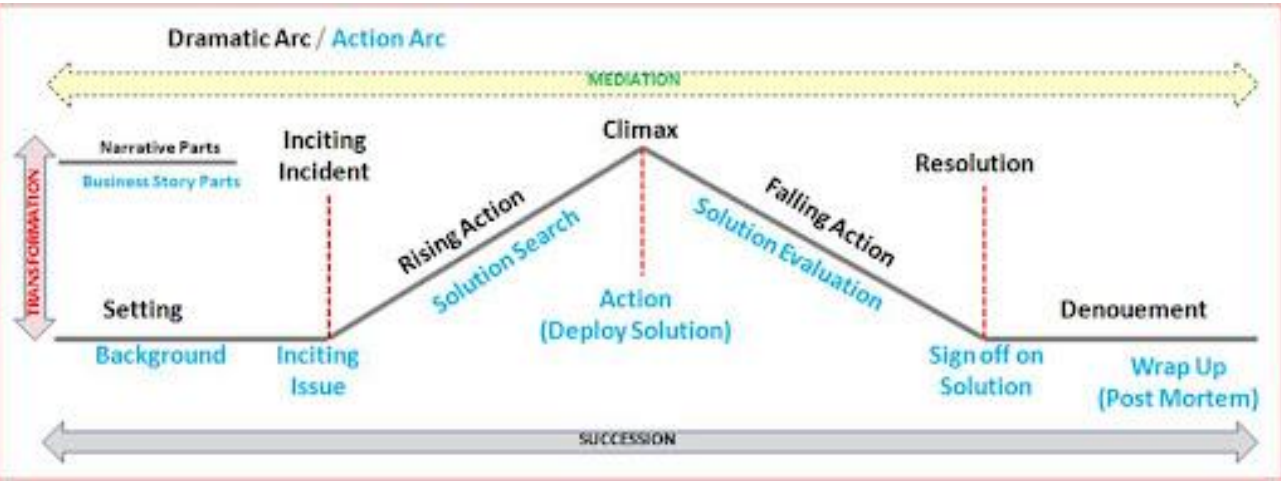 Dramatic Arc / Action Arc
MEDIATION
TRANSFORMATION
Narrative Parts
Business Story Parts
Inciting
Incident
Climax
Resolution
Rising Action
Solution Search
Falling Action
Solution Evaluation
Setting
Background
Inciting
Issue
Action
(Deploy Solution)
Sign off on
Solution
Denouement
Wrap Up
(Post Mortem)
SUCCESSION